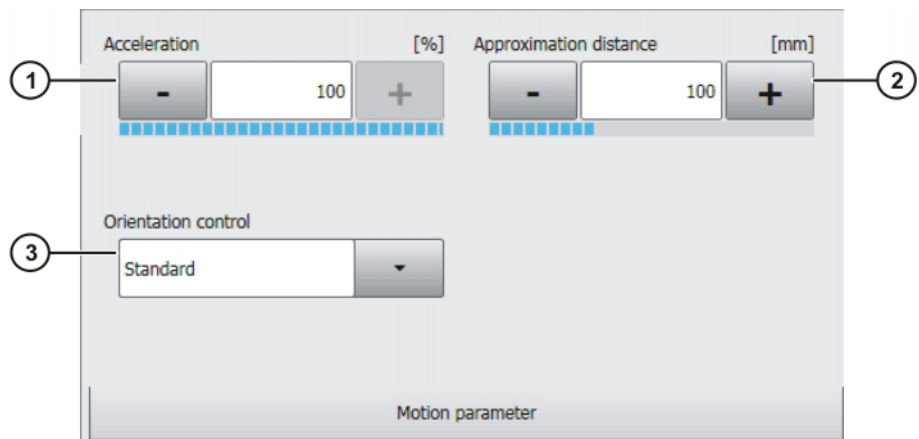 Acceleration [%] Approximation distance [mm]
1 - 100 + - 100 + 2
Orientation control
3 Standard
Motion parameter